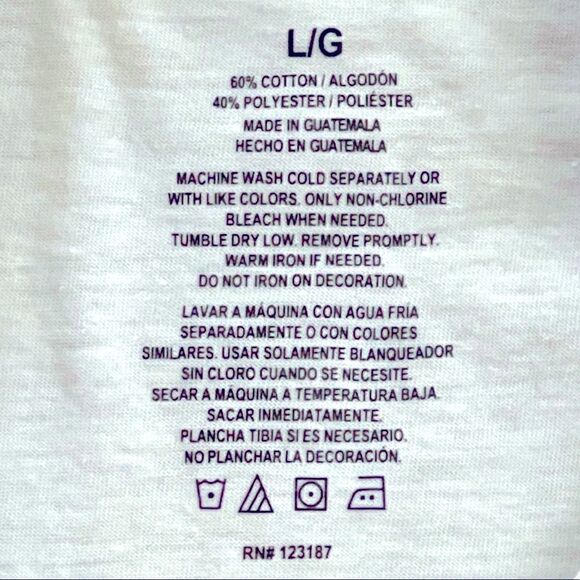 L/G
60% COTTON / ALGODÓN
40% POLYESTER / POLIÉSTER
MADE IN GUATEMALA
HECHO EN GUATEMALA
MACHINE WASH COLD SEPARATELY OR
WITH LIKE COLORS. ONLY NON-CHLORINE
BLEACH WHEN NEEDED.
TUMBLE DRY LOW. REMOVE PROMPTLY.
WARM IRON IF NEEDED.
DO NOT IRON ON DECORATION.
LAVAR A MÁQUINA CON AGUA FRÍA
SEPARADAMENTE O CON COLORES
SIMILARES. USAR SOLAMENTE BLANQUEADOR
SIN CLORO CUANDO SE NECESITE.
SECAR A MÁQUINA A TEMPERATURA BAJA.
SACAR INMEDIATAMENTE.
PLANCHA TIBIA SI ES NECESARIO.
NO PLANCHAR LA DECORACIÓN.
RN# 123187